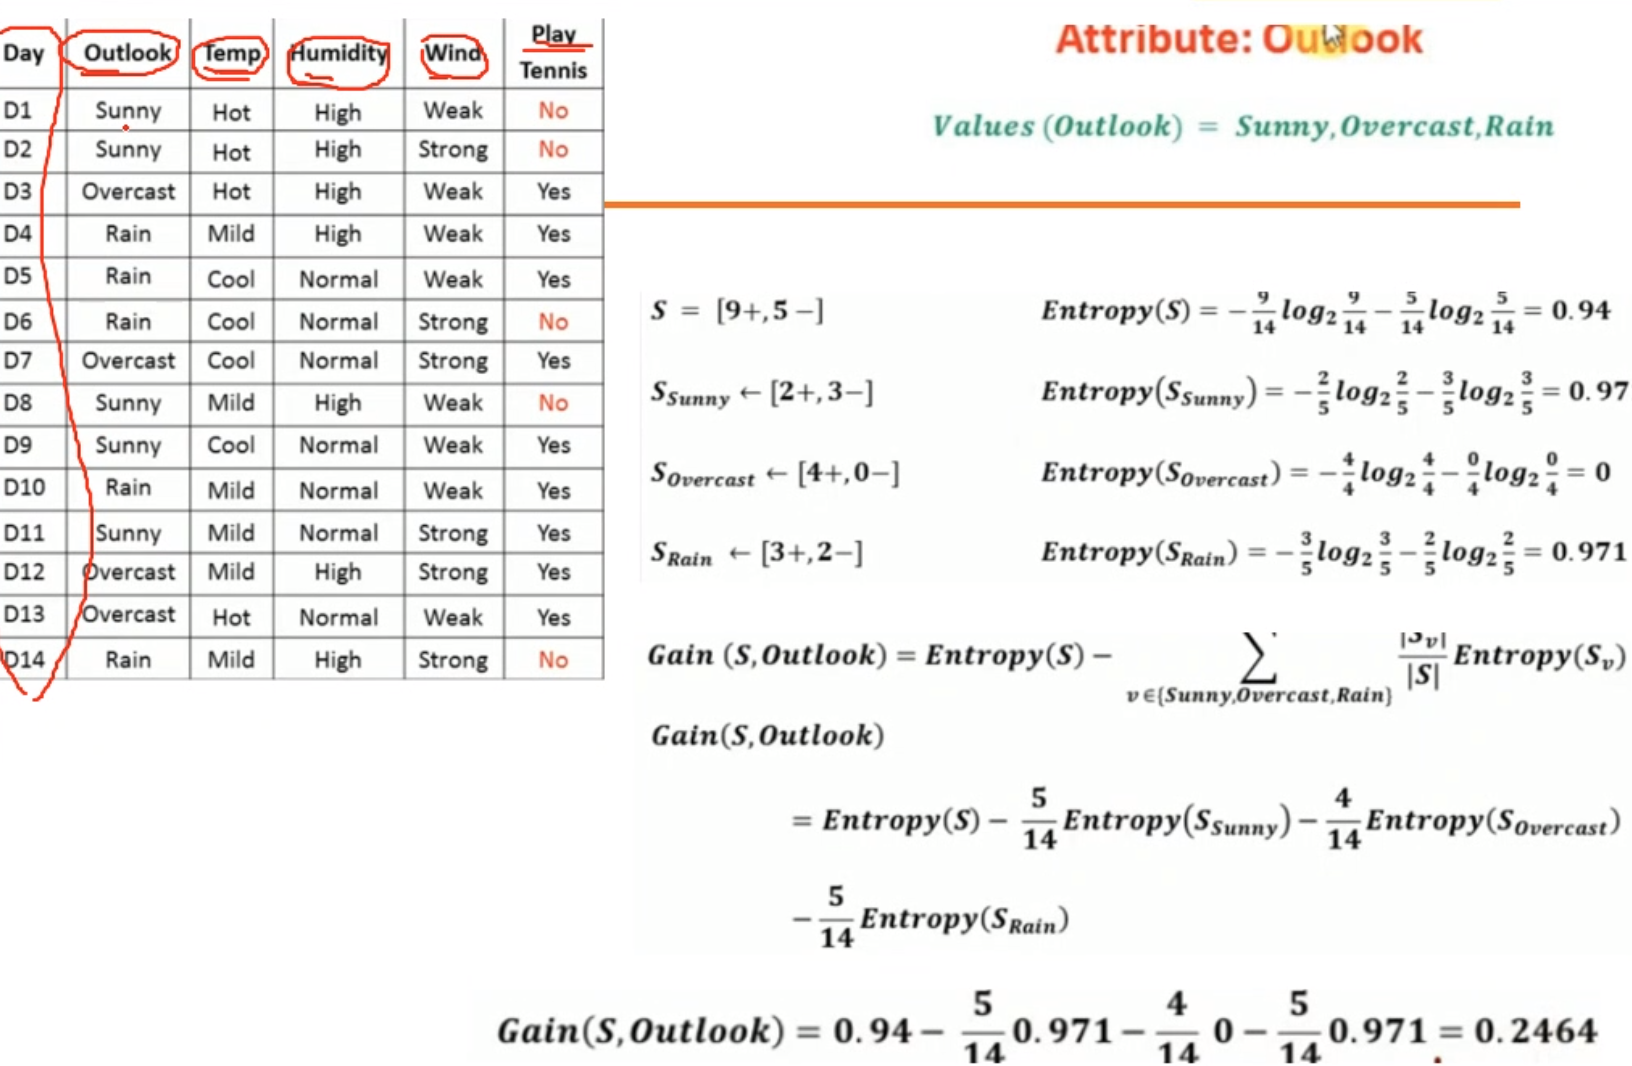 Day Outlook Temp Humidity Wind Play Tennis
D1 Sunny Hot High Weak No
D2 Sunny Hot High Strong No
D3 Overcast Hot High Weak Yes
D4 Rain Mild High Weak Yes
D5 Rain Cool Normal Weak Yes
D6 Rain Cool Normal Strong No
D7 Overcast Cool Normal Strong Yes
D8 Sunny Mild High Weak No
D9 Sunny Cool Normal Weak Yes
D10 Rain Mild Normal Weak Yes
D11 Sunny Mild Normal Strong Yes
D12 Overcast Mild High Strong Yes
D13 Overcast Hot Normal Weak Yes
D14 Rain Mild High Strong No
Attribute: Outlook
Values (Outlook) = Sunny, Overcast, Rain
S = [9+, 5 −] Entropy(S) = − 9/14 log₂ 9/14 − 5/14 log₂ 5/14 = 0.94
S_Sunny ← [2+, 3−] Entropy(S_Sunny) = − 2/5 log₂ 2/5 − 3/5 log₂ 3/5 = 0.97
S_Overcast ← [4+, 0−] Entropy(S_Overcast) = − 4/4 log₂ 4/4 − 0/4 log₂ 0/4 = 0
S_Rain ← [3+, 2−] Entropy(S_Rain) = − 3/5 log₂ 3/5 − 2/5 log₂ 2/5 = 0.971
Gain (S, Outlook) = Entropy(S) − ∑ v∈{Sunny,Overcast,Rain} |Sv|/|S| Entropy(Sv)
Gain(S, Outlook)
= Entropy(S) − 5/14 Entropy(S_Sunny) − 4/14 Entropy(S_Overcast)
− 5/14 Entropy(S_Rain)
Gain(S, Outlook) = 0.94 − 5/14 0.971 − 4/14 0 − 5/14 0.971 = 0.2464